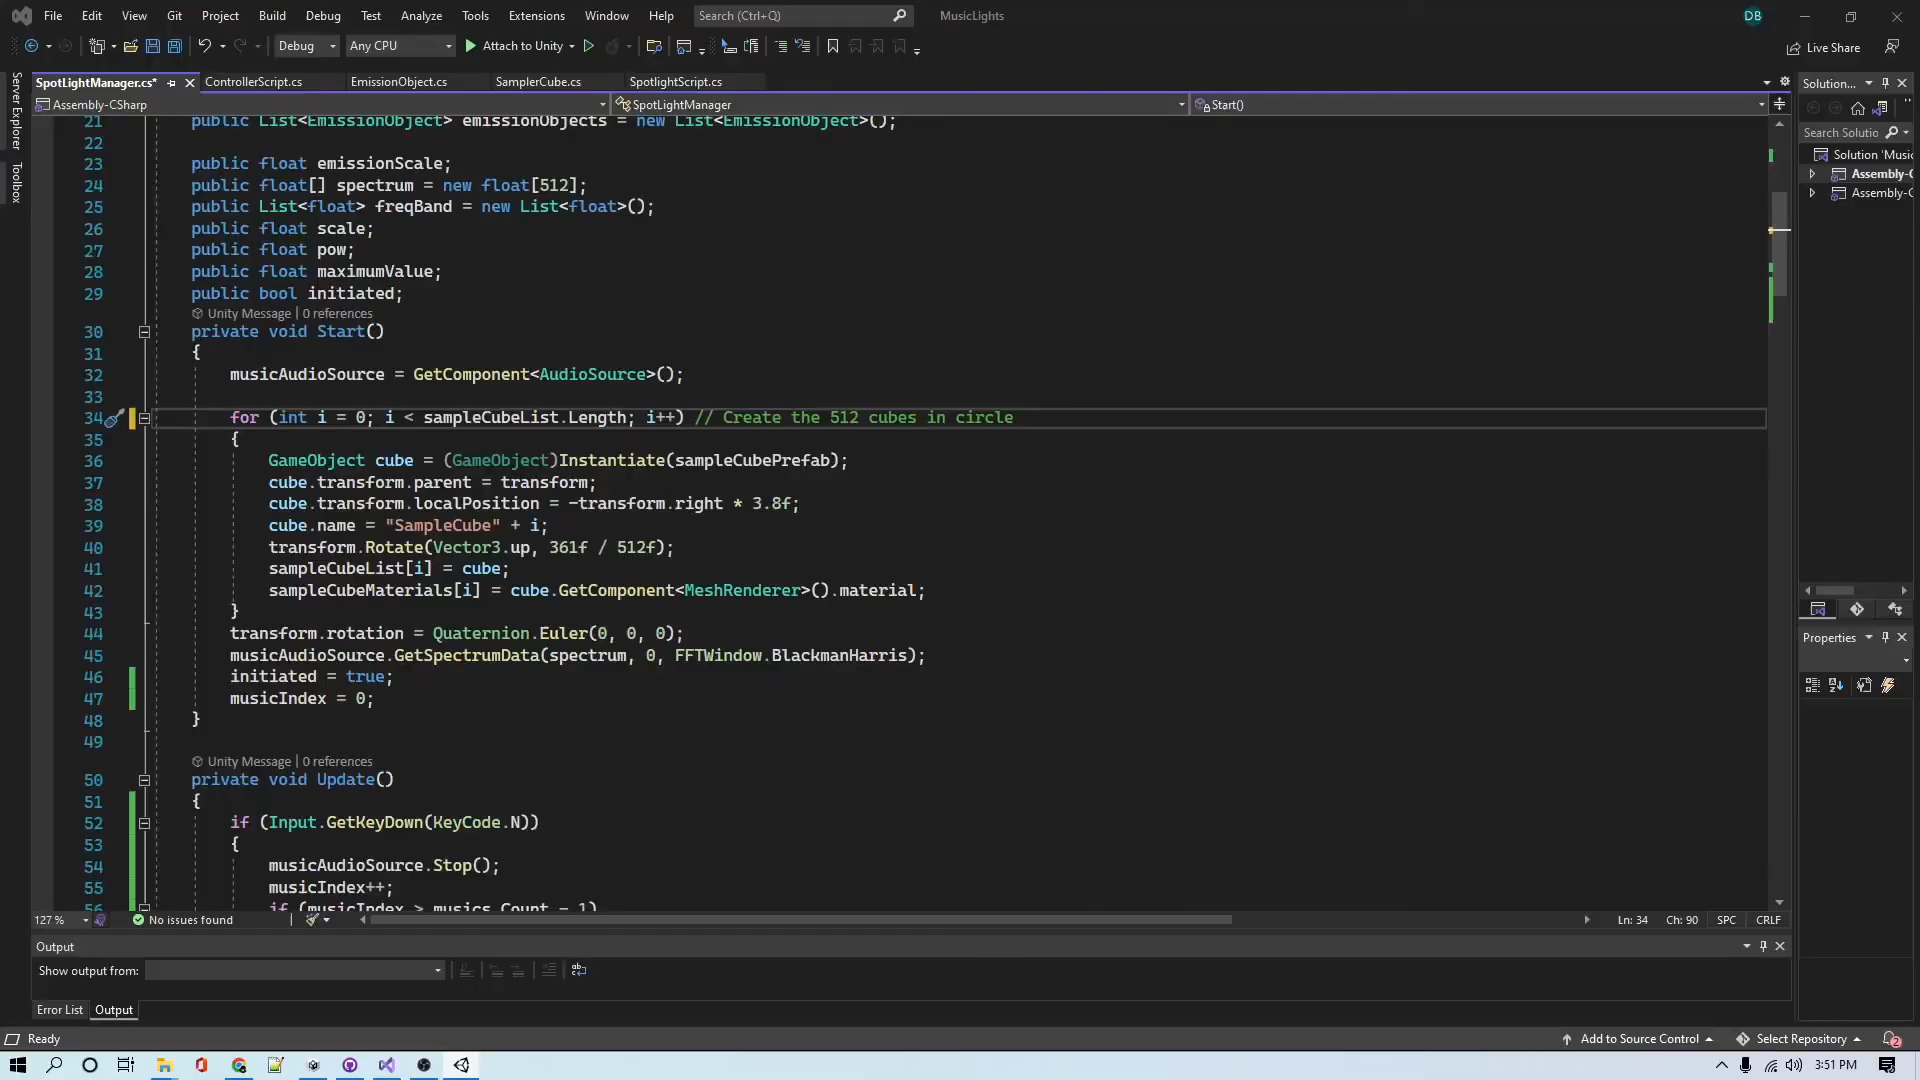 File Edit View Git Project Build Debug Test Analyze Tools Extensions Window Help Search (Ctrl+Q) MusicLights DB
Debug Any CPU Attach to Unity Live Share
SpotLightManager.cs* ControllerScript.cs EmissionObject.cs SamplerCube.cs SpotlightScript.cs Solution...
Assembly-CSharp SpotLightManager Start()
Server Explorer
Toolbox
Search Solutio
Solution 'Musi
Assembly-C
Assembly-C
21 public List<EmissionObject> emissionObjects = new List<EmissionObject>();
22
23 public float emissionScale;
24 public float[] spectrum = new float[512];
25 public List<float> freqBand = new List<float>();
26 public float scale;
27 public float pow;
28 public float maximumValue;
29 public bool initiated;
Unity Message | 0 references
30 private void Start()
31 {
32 musicAudioSource = GetComponent<AudioSource>();
33
34 for (int i = 0; i < sampleCubeList.Length; i++) // Create the 512 cubes in circle
35 {
36 GameObject cube = (GameObject)Instantiate(sampleCubePrefab);
37 cube.transform.parent = transform;
38 cube.transform.localPosition = -transform.right * 3.8f;
39 cube.name = "SampleCube" + i;
40 transform.Rotate(Vector3.up, 361f / 512f);
41 sampleCubeList[i] = cube;
42 sampleCubeMaterials[i] = cube.GetComponent<MeshRenderer>().material;
43 }
44 transform.rotation = Quaternion.Euler(0, 0, 0);
45 musicAudioSource.GetSpectrumData(spectrum, 0, FFTWindow.BlackmanHarris);
46 initiated = true;
47 musicIndex = 0;
48 }
49
Unity Message | 0 references
50 private void Update()
51 {
52 if (Input.GetKeyDown(KeyCode.N))
53 {
54 musicAudioSource.Stop();
55 musicIndex++;
56 if (musicIndex > musics.Count - 1)
Properties
127 % No issues found Ln: 34 Ch: 90 SPC CRLF
Output
Show output from:
Error List Output
Ready Add to Source Control Select Repository 2
3:51 PM